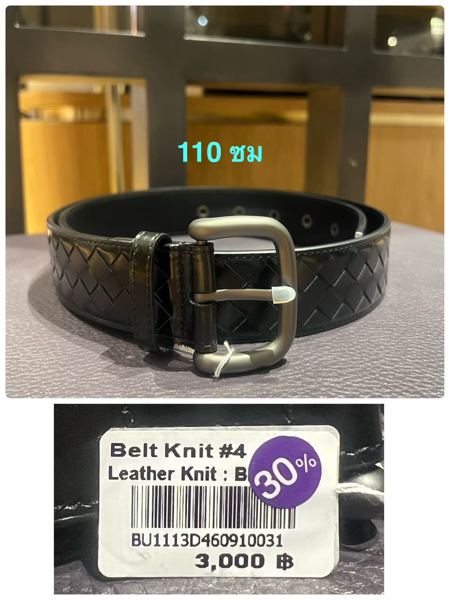 110 ซม
Belt Knit #4
Leather Knit : B
30%
BU1113D460910031
3,000 ฿